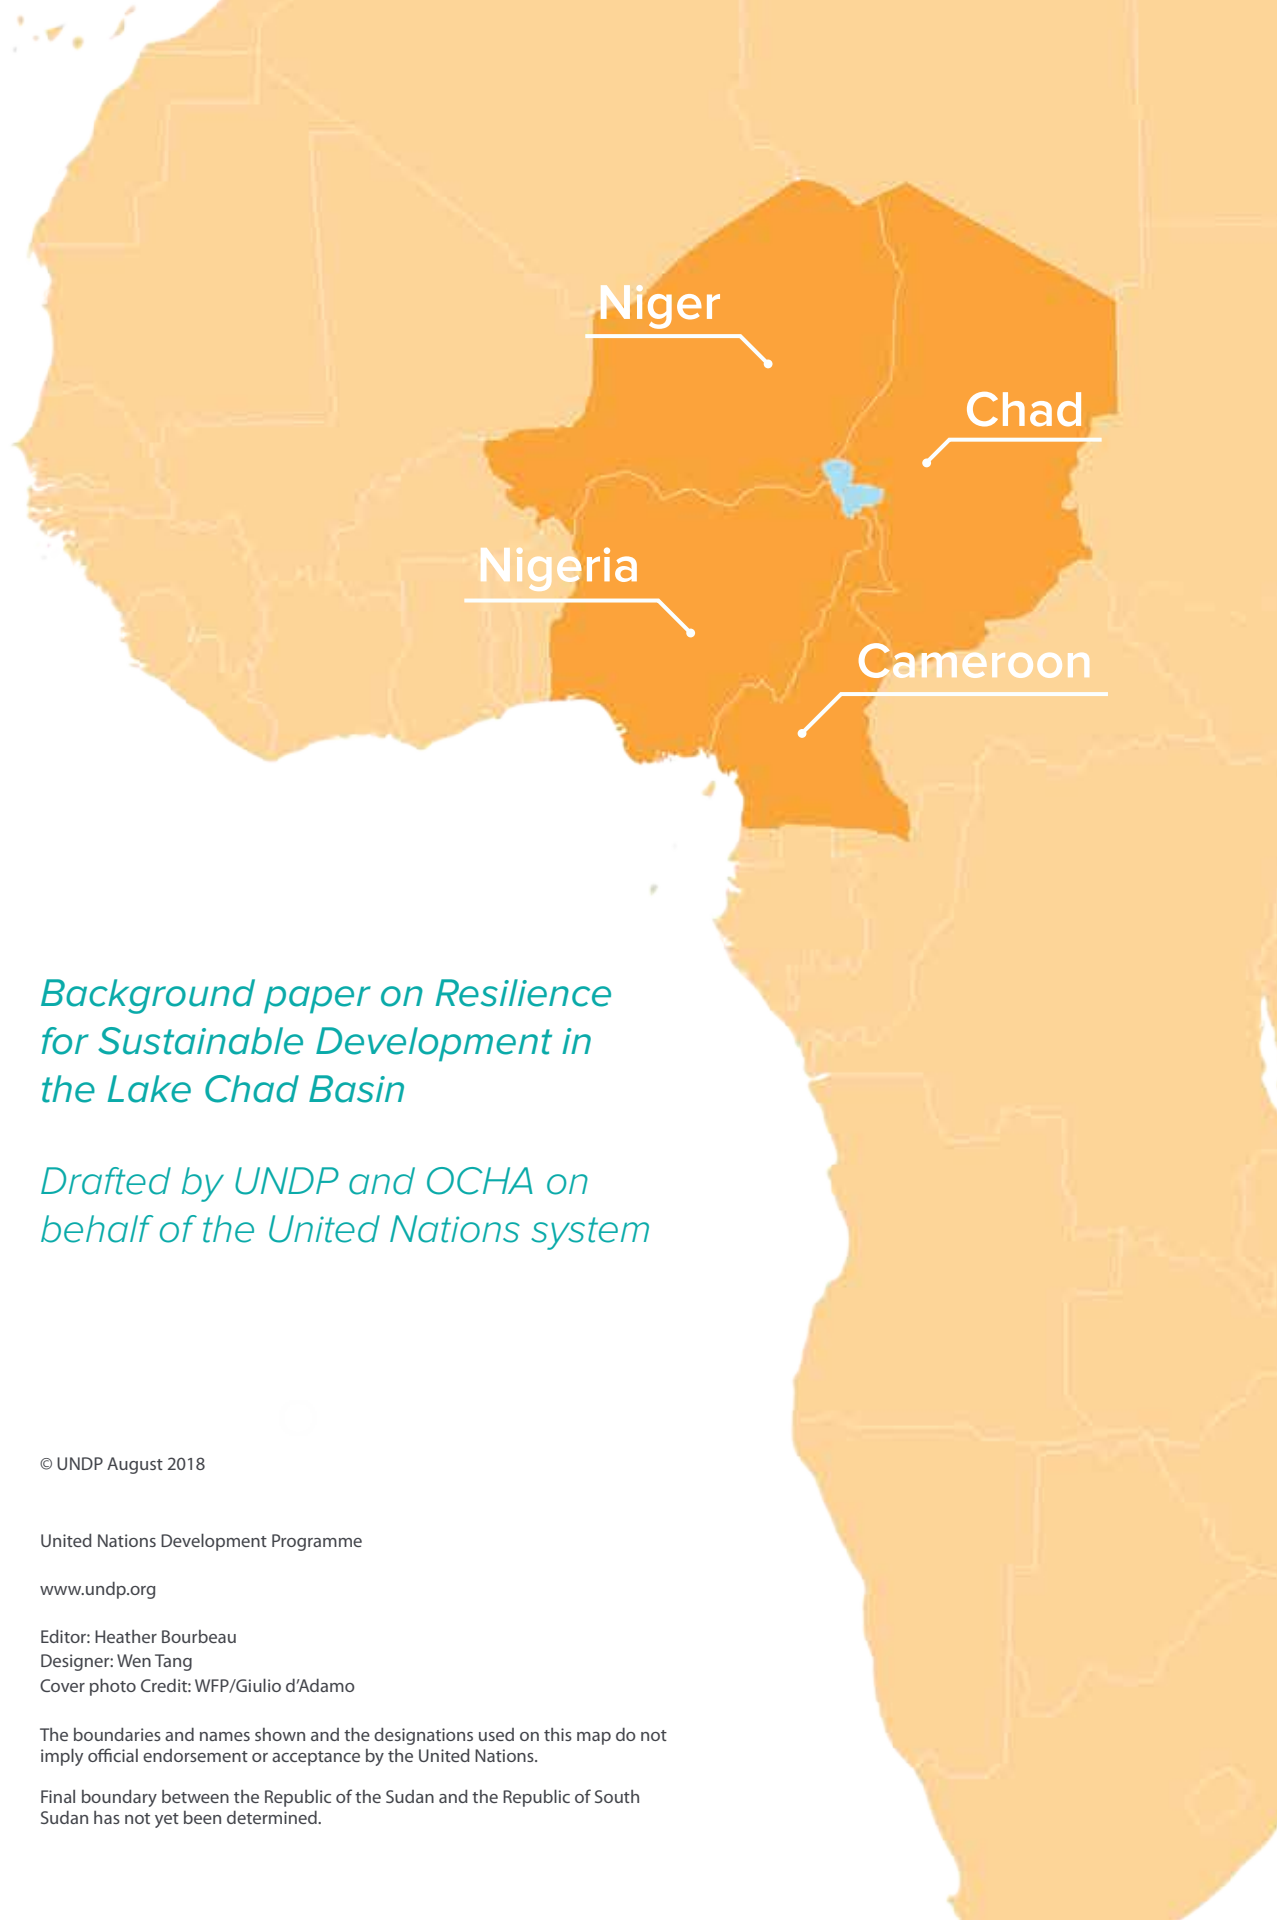 Niger
Chad
Nigeria
Cameroon
Background paper on Resilience
for Sustainable Development in
the Lake Chad Basin
Drafted by UNDP and OCHA on
behalf of the United Nations system
© UNDP August 2018
United Nations Development Programme
www.undp.org
Editor: Heather Bourbeau
Designer: Wen Tang
Cover photo Credit: WFP/Giulio d’Adamo
The boundaries and names shown and the designations used on this map do not
imply official endorsement or acceptance by the United Nations.
Final boundary between the Republic of the Sudan and the Republic of South
Sudan has not yet been determined.